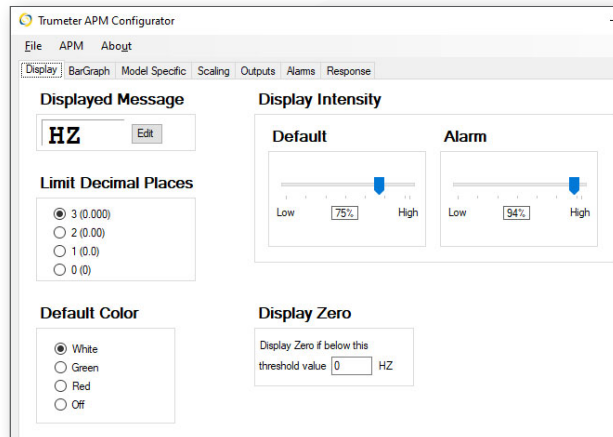 Trumeter APM Configurator
File APM About
Display BarGraph Model Specific Scaling Outputs Alarms Response
Displayed Message
HZ Edit
Limit Decimal Places
3 (0.000)
2 (0.00)
1 (0.0)
0 (0)
Default Color
White
Green
Red
Off
Display Intensity
Default
Low 75% High
Alarm
Low 94% High
Display Zero
Display Zero if below this
threshold value 0 HZ